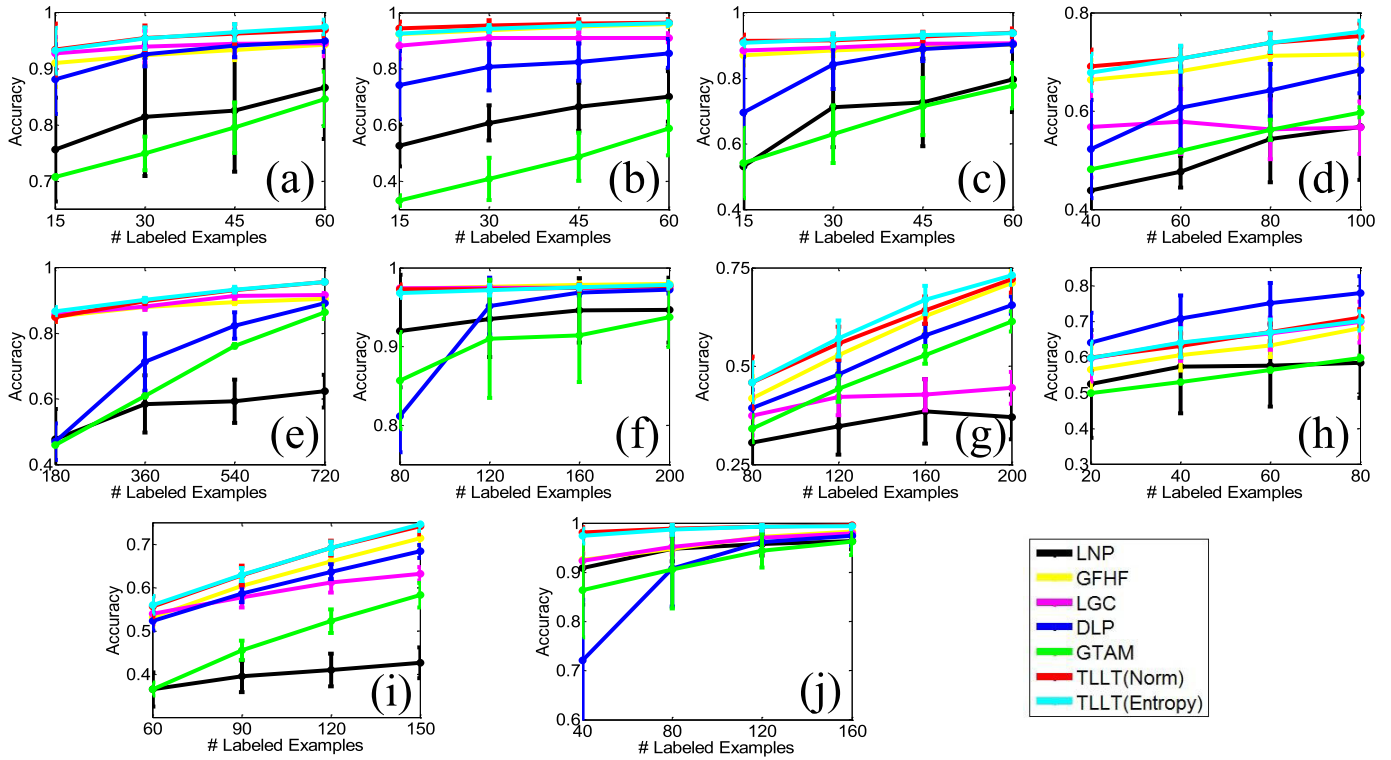 1
0.9
0.8
0.7
Accuracy
15 30 45 60
# Labeled Examples
(a)
1
0.8
0.6
0.4
Accuracy
15 30 45 60
# Labeled Examples
(b)
1
0.8
0.6
0.4
Accuracy
15 30 45 60
# Labeled Examples
(c)
0.8
0.6
0.4
Accuracy
40 60 80 100
# Labeled Examples
(d)
1
0.8
0.6
0.4
Accuracy
180 360 540 720
# Labeled Examples
(e)
1
0.9
0.8
Accuracy
80 120 160 200
# Labeled Examples
(f)
0.75
0.5
0.25
Accuracy
80 120 160 200
# Labeled Examples
(g)
0.8
0.7
0.6
0.5
0.4
0.3
Accuracy
20 40 60 80
# Labeled Examples
(h)
0.7
0.6
0.5
0.4
Accuracy
60 90 120 150
# Labeled Examples
(i)
1
0.9
0.8
0.7
0.6
Accuracy
40 80 120 160
# Labeled Examples
(j)
LNP
GFHF
LGC
DLP
GTAM
TLLT(Norm)
TLLT(Entropy)